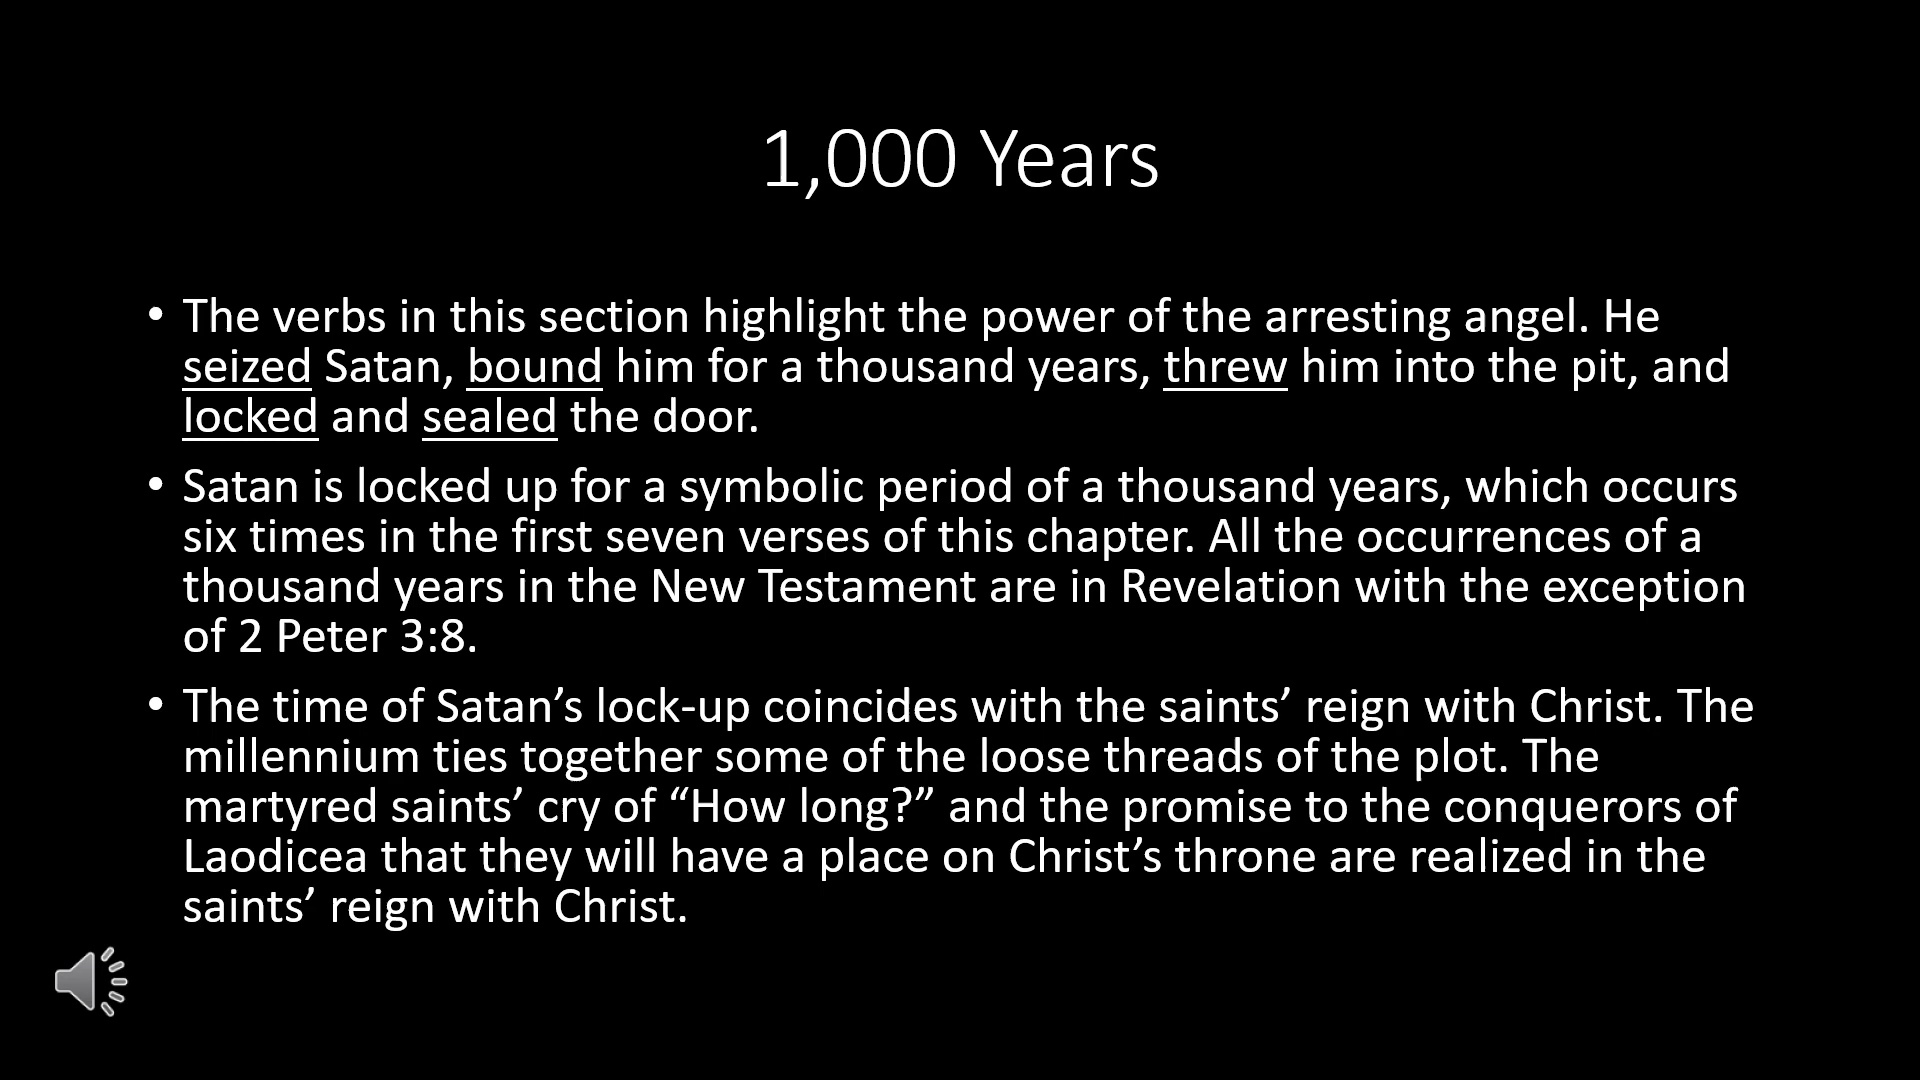 1,000 Years
• The verbs in this section highlight the power of the arresting angel. He
seized Satan, bound him for a thousand years, threw him into the pit, and
locked and sealed the door.
• Satan is locked up for a symbolic period of a thousand years, which occurs
six times in the first seven verses of this chapter. All the occurrences of a
thousand years in the New Testament are in Revelation with the exception
of 2 Peter 3:8.
• The time of Satan’s lock-up coincides with the saints’ reign with Christ. The
millennium ties together some of the loose threads of the plot. The
martyred saints’ cry of “How long?” and the promise to the conquerors of
Laodicea that they will have a place on Christ’s throne are realized in the
saints’ reign with Christ.